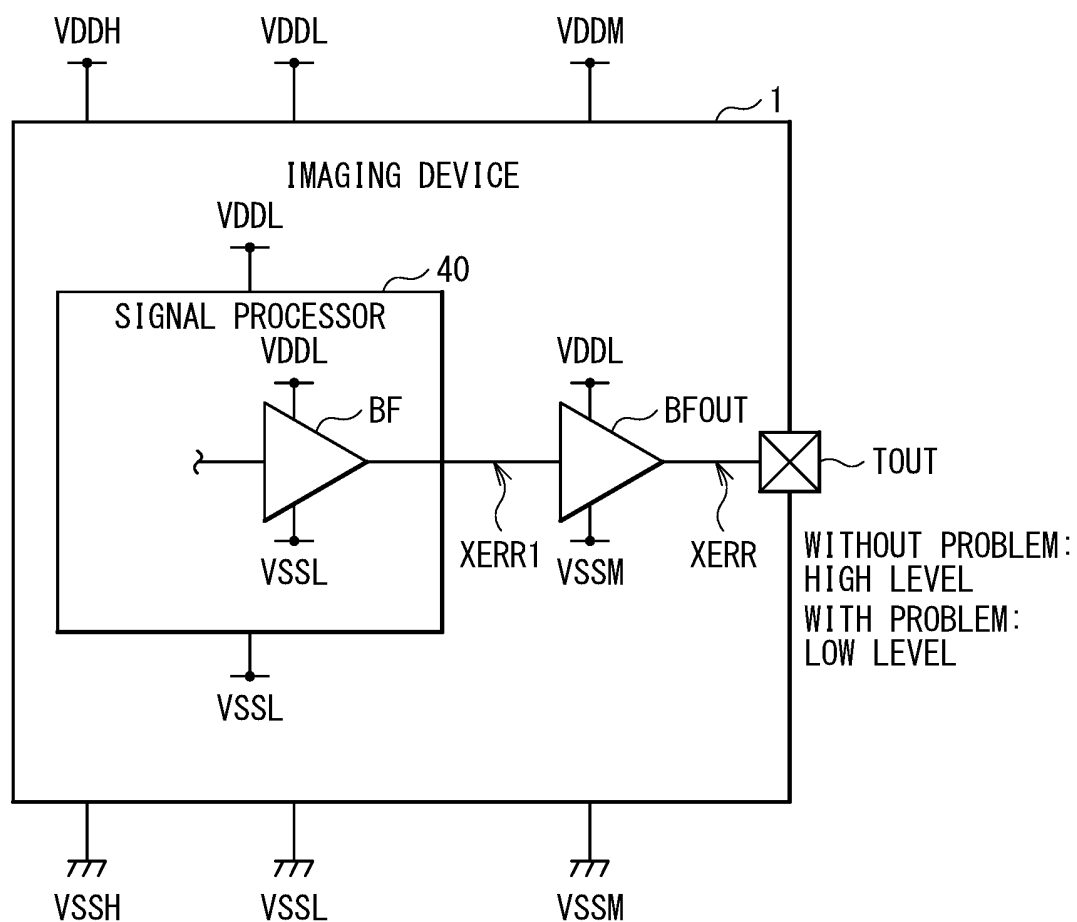 VDDH
VDDL
VDDM
1
IMAGING DEVICE
VDDL
40
SIGNAL PROCESSOR
VDDL
VDDL
BF
BFOUT
TOUT
XERR1
XERR
VSSL
VSSM
WITHOUT PROBLEM:
HIGH LEVEL
WITH PROBLEM:
LOW LEVEL
VSSL
VSSH
VSSL
VSSM